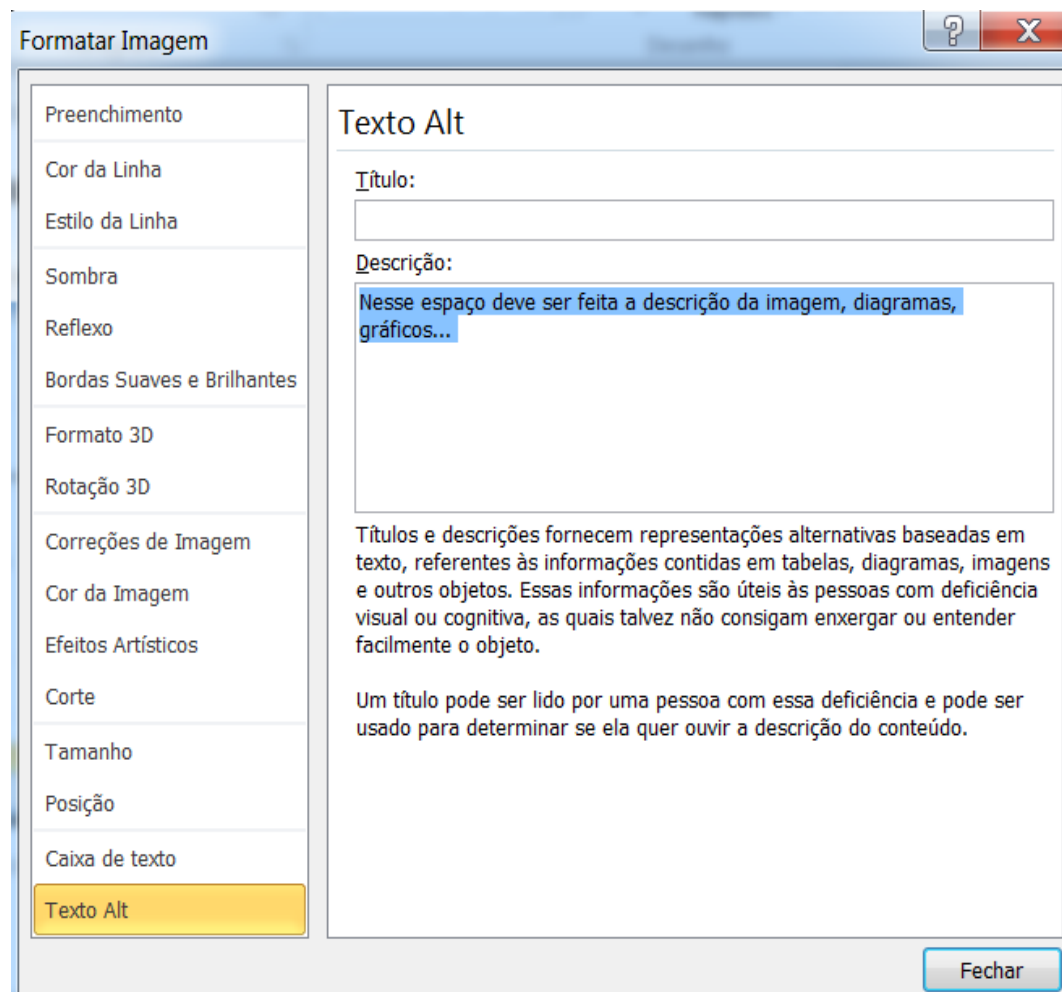 Formatar Imagem
Preenchimento
Cor da Linha
Estilo da Linha
Sombra
Reflexo
Bordas Suaves e Brilhantes
Formato 3D
Rotação 3D
Correções de Imagem
Cor da Imagem
Efeitos Artísticos
Corte
Tamanho
Posição
Caixa de texto
Texto Alt
Texto Alt
Título:
Descrição:
Nesse espaço deve ser feita a descrição da imagem, diagramas,
gráficos...
Títulos e descrições fornecem representações alternativas baseadas em
texto, referentes às informações contidas em tabelas, diagramas, imagens
e outros objetos. Essas informações são úteis às pessoas com deficiência
visual ou cognitiva, as quais talvez não consigam enxergar ou entender
facilmente o objeto.
Um título pode ser lido por uma pessoa com essa deficiência e pode ser
usado para determinar se ela quer ouvir a descrição do conteúdo.
Fechar